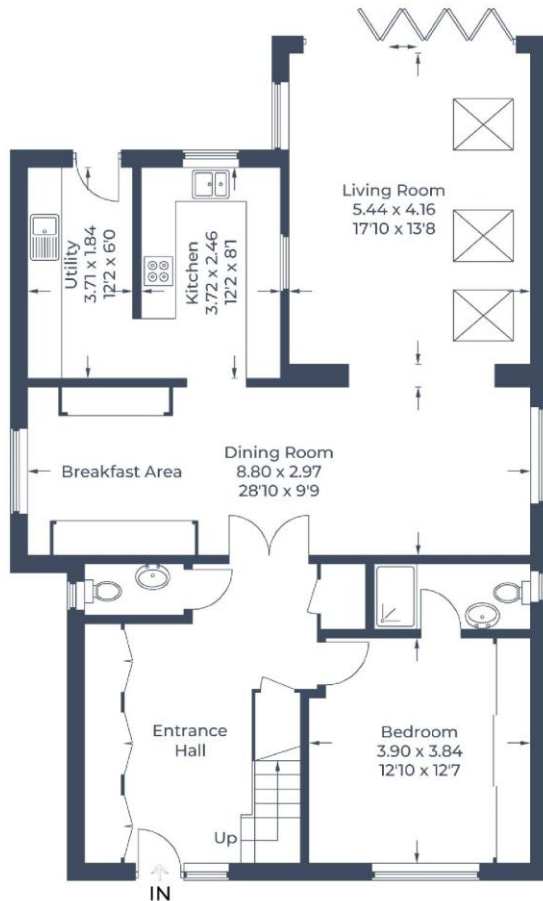 Living Room
5.44 x 4.16
17'10 x 13'8
Utility
3.71 x 1.84
12'2 x 6'0
Kitchen
3.72 x 2.46
12'2 x 8'1
Dining Room
8.80 x 2.97
28'10 x 9'9
Breakfast Area
Entrance
Hall
Bedroom
3.90 x 3.84
12'10 x 12'7
Up
IN